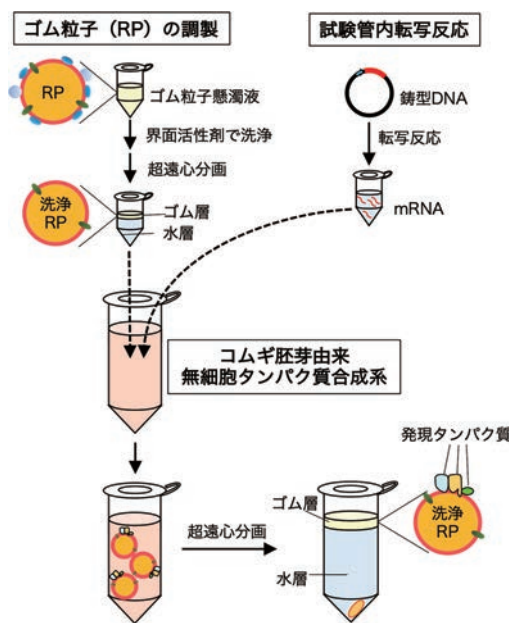 ゴム粒子（RP）の調製
試験管内転写反応
RP
ゴム粒子懸濁液
界面活性剤で洗浄
超遠心分画
洗浄
RP
ゴム層
水層
鋳型DNA
転写反応
mRNA
コムギ胚芽由来
無細胞タンパク質合成系
超遠心分画
ゴム層
水層
発現タンパク質
洗浄
RP